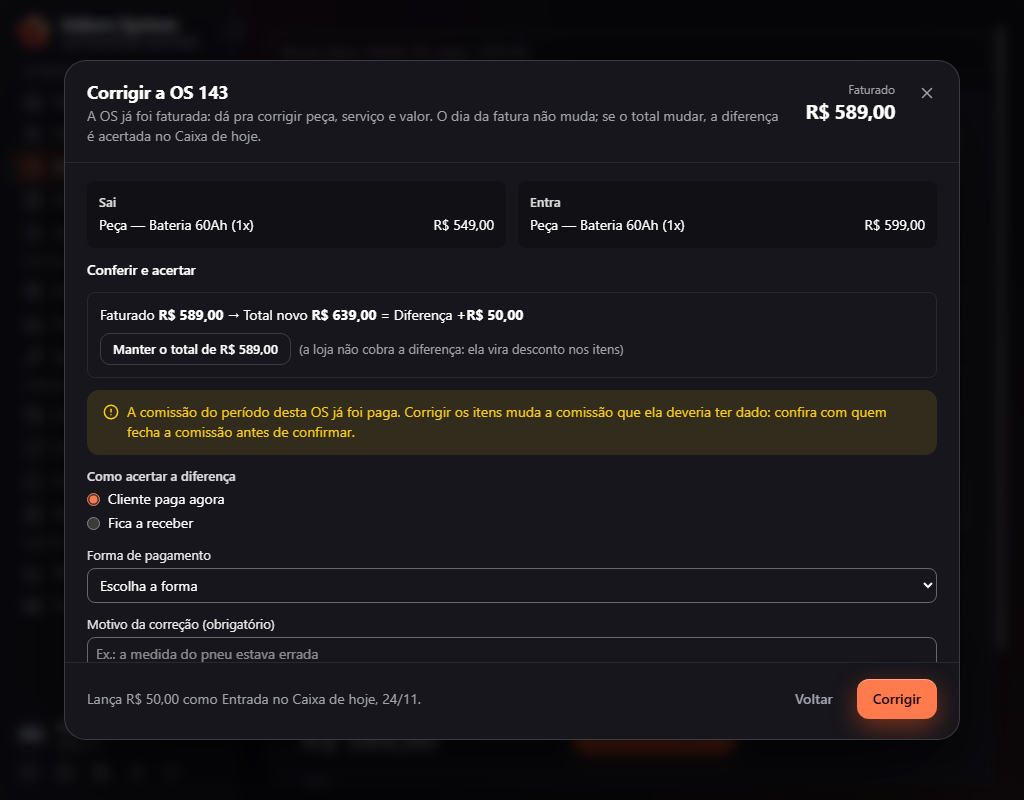 Corrigir a OS 143
A OS já foi faturada: dá pra corrigir peça, serviço e valor. O dia da fatura não muda; se o total mudar, a diferença
é acertada no Caixa de hoje.
Faturado
R$ 589,00
Sai
Peça — Bateria 60Ah (1x) R$ 549,00
Entra
Peça — Bateria 60Ah (1x) R$ 599,00
Conferir e acertar
Faturado R$ 589,00 → Total novo R$ 639,00 = Diferença +R$ 50,00
Manter o total de R$ 589,00 (a loja não cobra a diferença: ela vira desconto nos itens)
A comissão do período desta OS já foi paga. Corrigir os itens muda a comissão que ela deveria ter dado: confira com quem
fecha a comissão antes de confirmar.
Como acertar a diferença
Cliente paga agora
Fica a receber
Forma de pagamento
Escolha a forma
Motivo da correção (obrigatório)
Ex.: a medida do pneu estava errada
Lança R$ 50,00 como Entrada no Caixa de hoje, 24/11.
Voltar
Corrigir